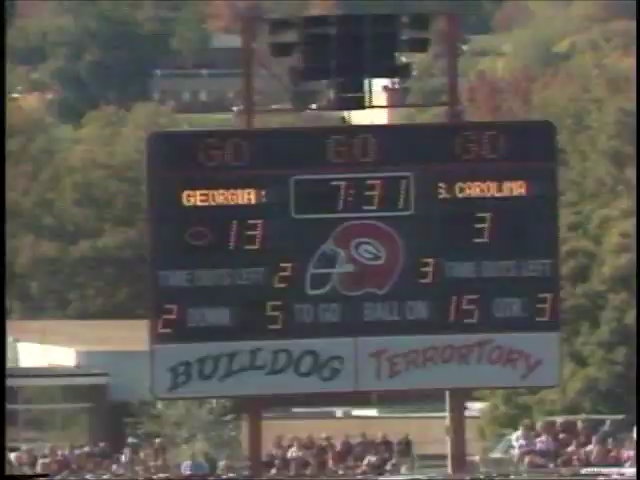 GO GO GO
GEORGIA: 7:31 S. CAROLINA
13 3
G
TIME OUTS LEFT 2 3 TIME OUTS LEFT
2 DOWN 5 TO GO BALL ON 15 QTR. 3
BULLDOG TERRORTORY